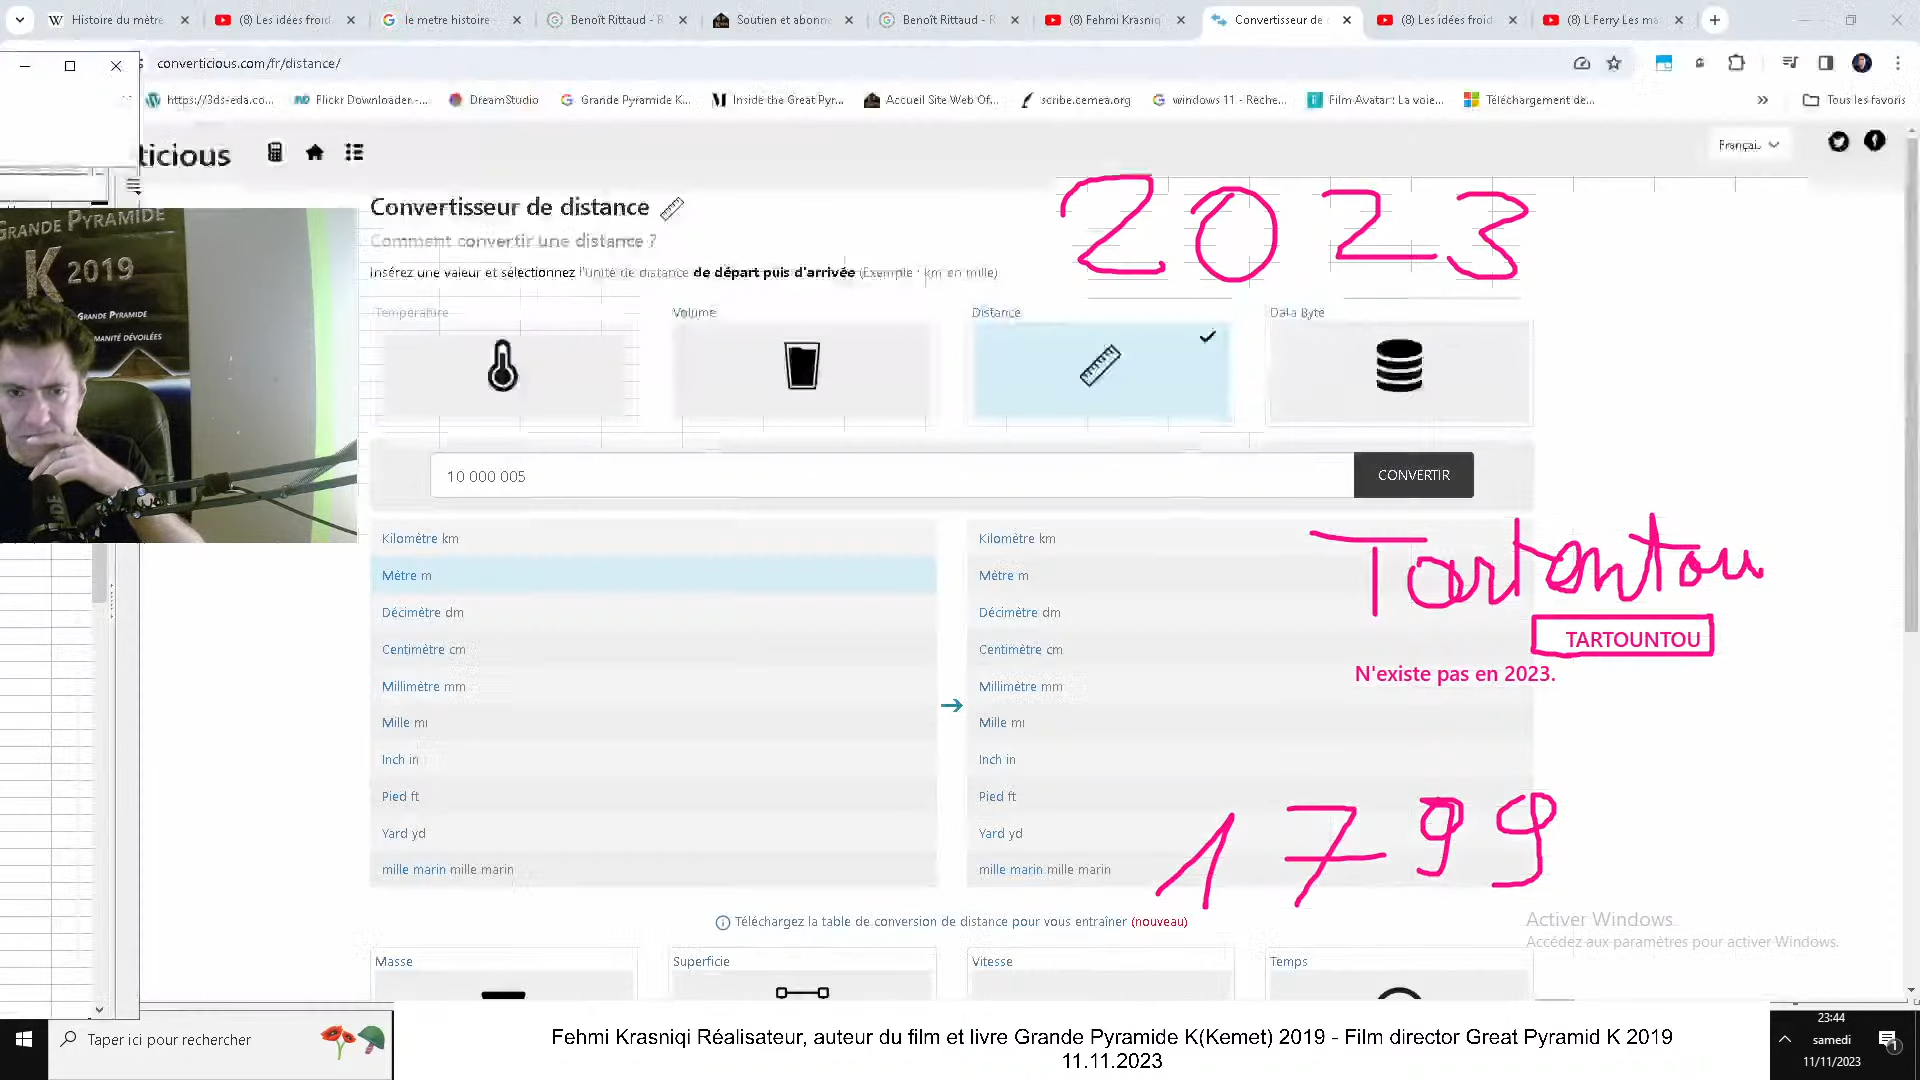 Histoire du mètre
(8) Les idées froid
le metre histoire
Benoît Rittaud - R
Soutien et abonn
Benoît Rittaud - R
(8) Fehmi Krasniq
Convertisseur de
(8) Les idées froid
(8) L Ferry Les ma
converticious.com/fr/distance/
https://3ds-eda.co...
Flickr Downloader -...
DreamStudio
Grande Pyramide K...
Inside the Great Pyr...
Accueil Site Web Of...
scribe.cemea.org
windows 11 - Reche...
Film Avatar : La voie...
Téléchargement de...
Tous les favoris
ticious
Françai
2023
Convertisseur de distance
Comment convertir une distance ?
Insérez une valeur et sélectionnez l'unité de distance de départ puis d'arrivée (Exemple : km en mille)
GRANDE PYRAMIDE
K 2019
GRANDE PYRAMIDE
MANITÉ DÉVOILÉES
Température
Volume
Distance
Data Byte
10 000 005
CONVERTIR
Kilomètre km
Mètre m
Décimètre dm
Centimètre cm
Millimètre mm
Mille mi
Inch in
Pied ft
Yard yd
mille marin mille marin
Kilomètre km
Mètre m
Décimètre dm
Centimètre cm
Millimètre mm
Mille mi
Inch in
Pied ft
Yard yd
mille marin mille marin
Tartontou
TARTOUNTOU
N'existe pas en 2023.
1799
Téléchargez la table de conversion de distance pour vous entraîner (nouveau)
Activer Windows
Accédez aux paramètres pour activer Windows.
Masse
Superficie
Vitesse
Temps
Taper ici pour rechercher
Fehmi Krasniqi Réalisateur, auteur du film et livre Grande Pyramide K(Kemet) 2019 - Film director Great Pyramid K 2019
11.11.2023
23:44
samedi
11/11/2023
1